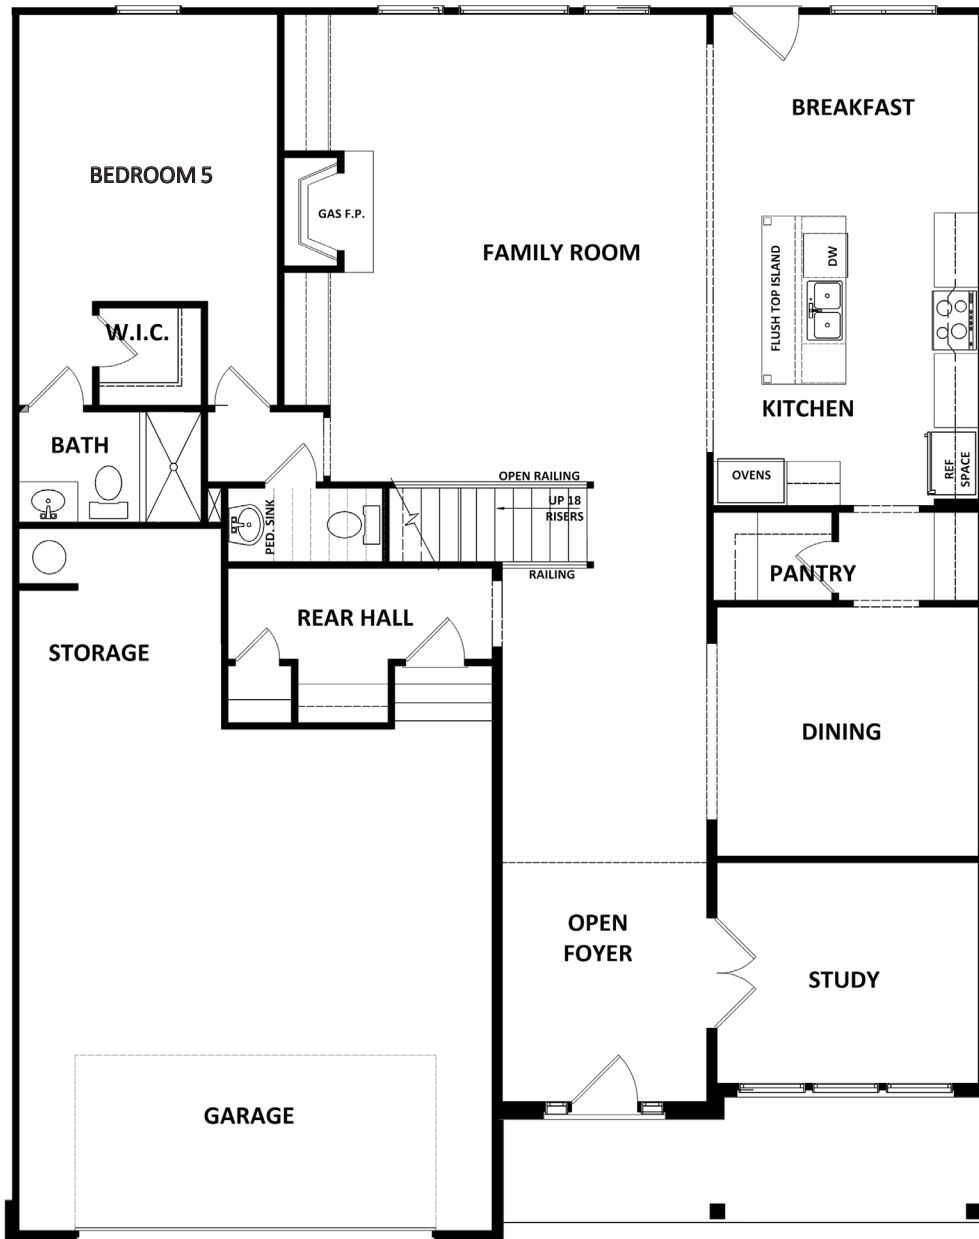 BREAKFAST
BEDROOM 5
GAS F.P.
FAMILY ROOM
FLUSH TOP ISLAND
DW
W.I.C.
KITCHEN
BATH
OVENS
REF
SPACE
OPEN RAILING
UP 18
RISERS
PED. SINK
RAILING
PANTRY
REAR HALL
STORAGE
DINING
OPEN
FOYER
STUDY
GARAGE